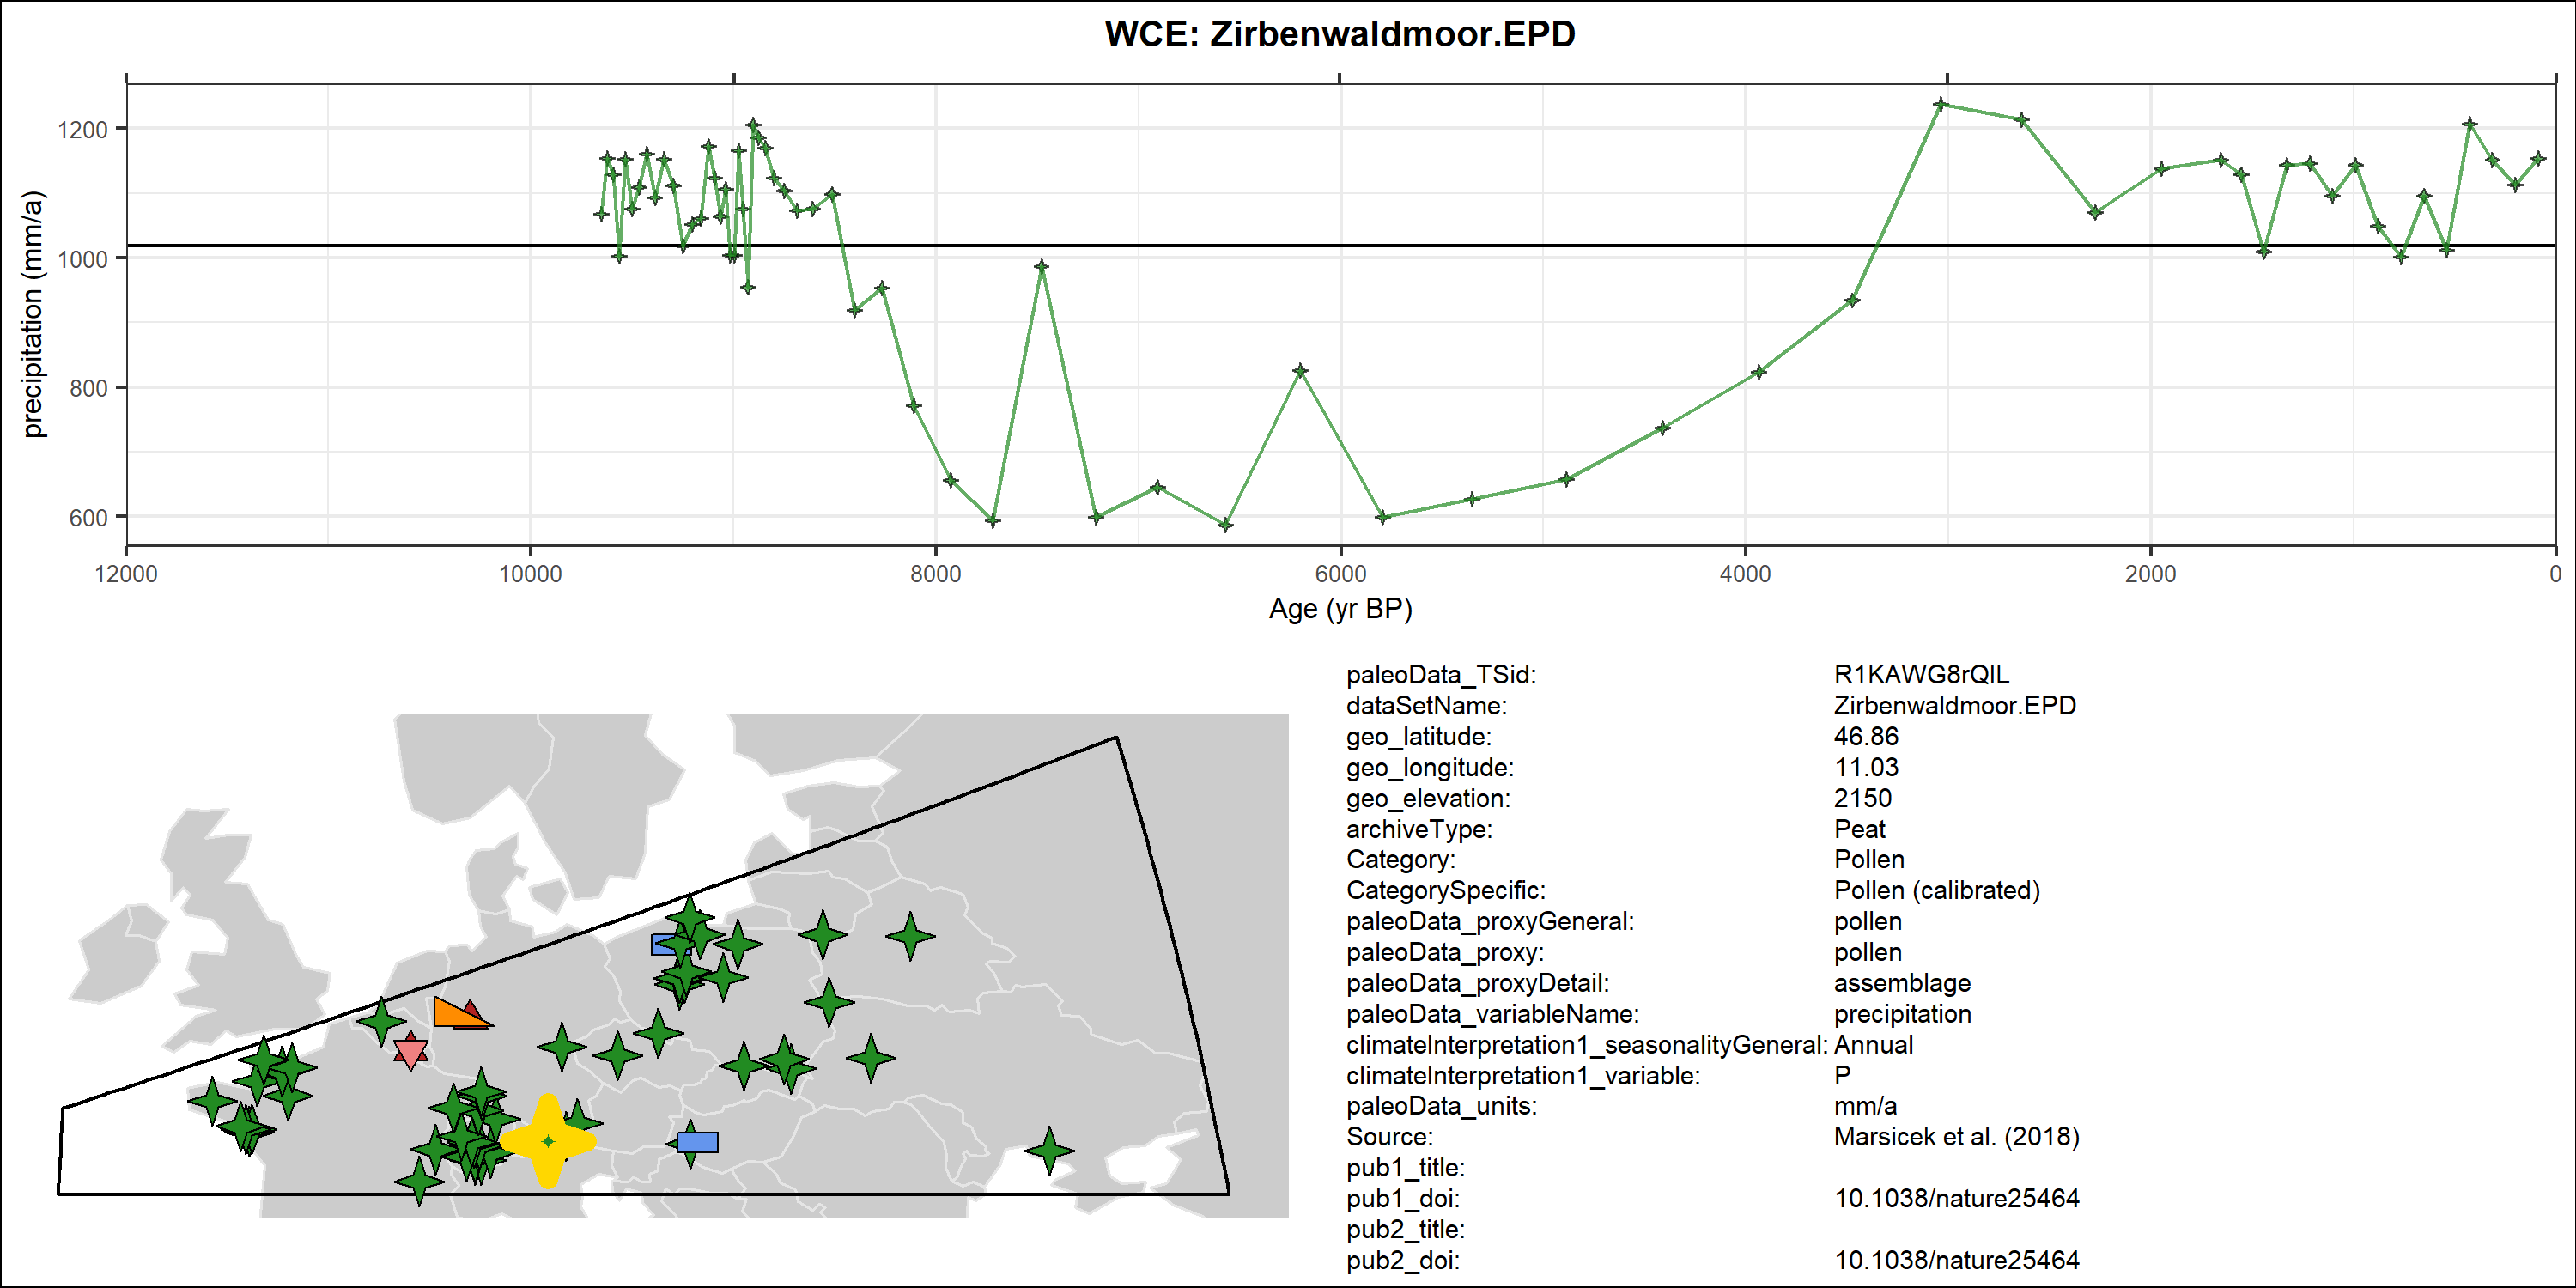 WCE: Zirbenwaldmoor.EPD
precipitation (mm/a)
1200
1000
800
600
12000 10000 8000 6000 4000 2000 0
Age (yr BP)
paleoData_TSid: R1KAWG8rQIL
dataSetName: Zirbenwaldmoor.EPD
geo_latitude: 46.86
geo_longitude: 11.03
geo_elevation: 2150
archiveType: Peat
Category: Pollen
CategorySpecific: Pollen (calibrated)
paleoData_proxyGeneral: pollen
paleoData_proxy: pollen
paleoData_proxyDetail: assemblage
paleoData_variableName: precipitation
climateInterpretation1_seasonalityGeneral: Annual
climateInterpretation1_variable: P
paleoData_units: mm/a
Source: Marsicek et al. (2018)
pub1_title:
pub1_doi: 10.1038/nature25464
pub2_title:
pub2_doi: 10.1038/nature25464